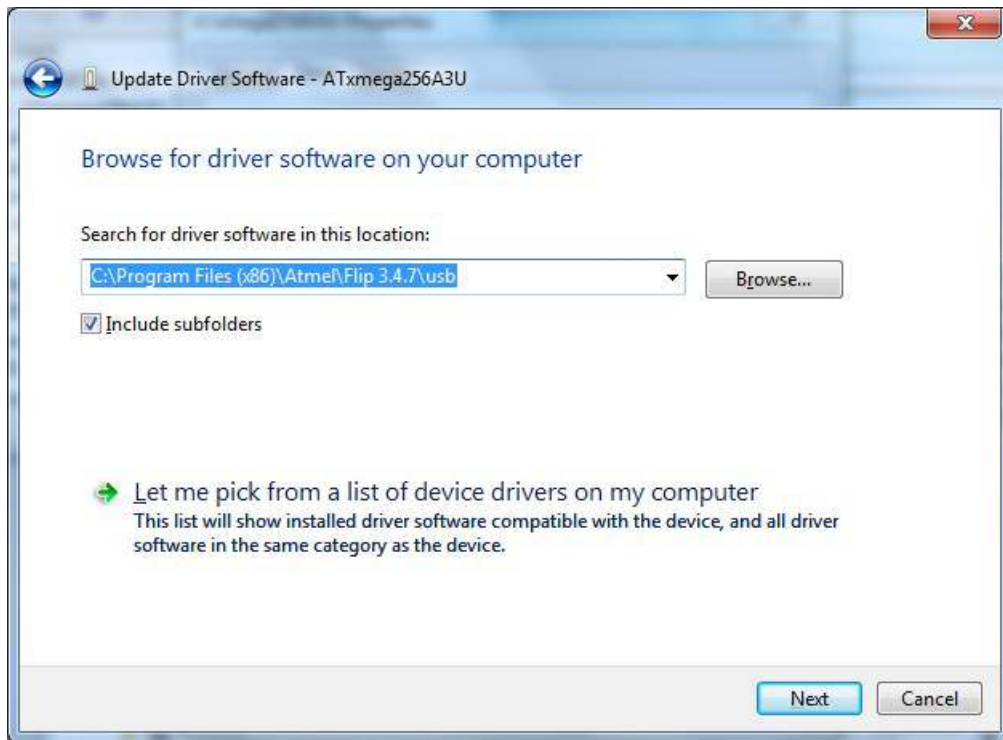 Update Driver Software - ATxmega256A3U
Browse for driver software on your computer
Search for driver software in this location:
C:\Program Files (x86)\Atmel\Flip 3.4.7\usb
Browse...
Include subfolders
Let me pick from a list of device drivers on my computer
This list will show installed driver software compatible with the device, and all driver
software in the same category as the device.
Next
Cancel